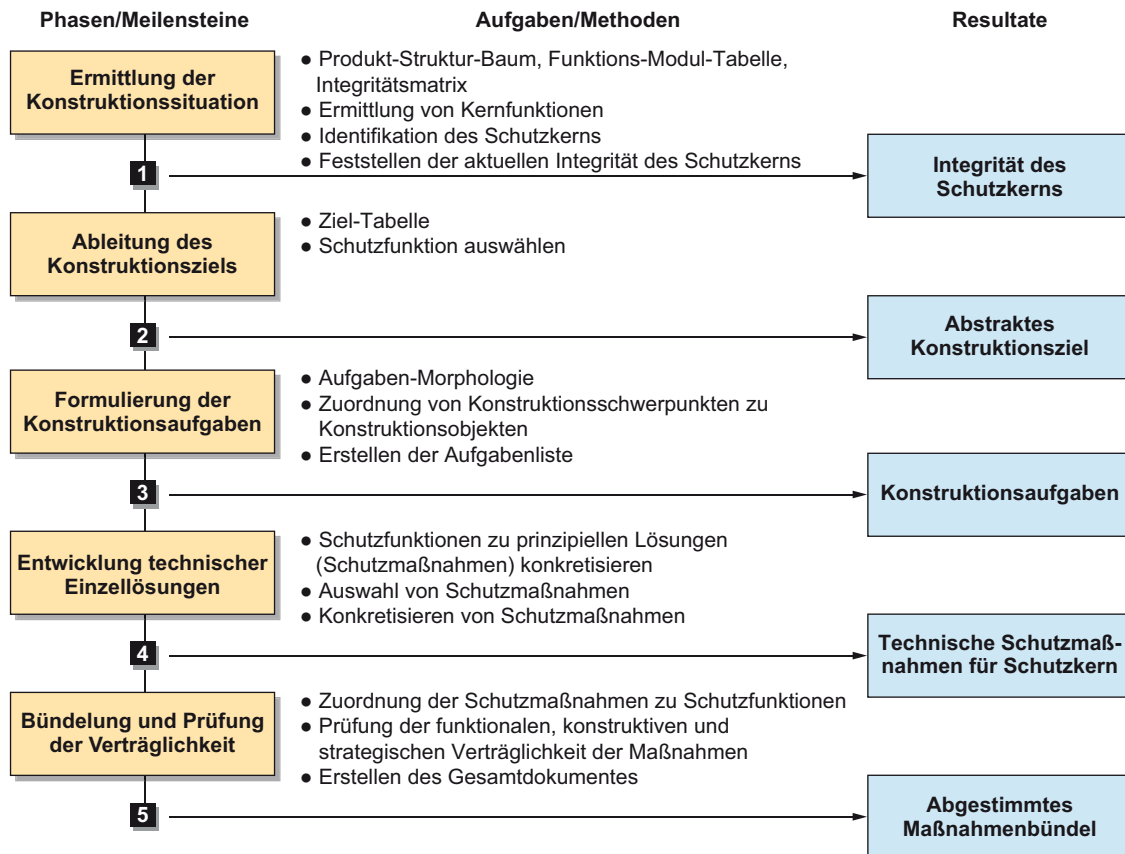 Phasen/Meilensteine
Aufgaben/Methoden
Resultate
Ermittlung der
Konstruktionssituation
● Produkt-Struktur-Baum, Funktions-Modul-Tabelle,
Integritätsmatrix
● Ermittlung von Kernfunktionen
● Identifikation des Schutzkerns
● Feststellen der aktuellen Integrität des Schutzkerns
1
Integrität des
Schutzkerns
Ableitung des
Konstruktionsziels
● Ziel-Tabelle
● Schutzfunktion auswählen
2
Abstraktes
Konstruktionsziel
Formulierung der
Konstruktionsaufgaben
● Aufgaben-Morphologie
● Zuordnung von Konstruktionsschwerpunkten zu
Konstruktionsobjekten
● Erstellen der Aufgabenliste
3
Konstruktionsaufgaben
Entwicklung technischer
Einzellösungen
● Schutzfunktionen zu prinzipiellen Lösungen
(Schutzmaßnahmen) konkretisieren
● Auswahl von Schutzmaßnahmen
● Konkretisieren von Schutzmaßnahmen
4
Technische Schutzmaß-
nahmen für Schutzkern
Bündelung und Prüfung
der Verträglichkeit
● Zuordnung der Schutzmaßnahmen zu Schutzfunktionen
● Prüfung der funktionalen, konstruktiven und
strategischen Verträglichkeit der Maßnahmen
● Erstellen des Gesamtdokumentes
5
Abgestimmtes
Maßnahmenbündel